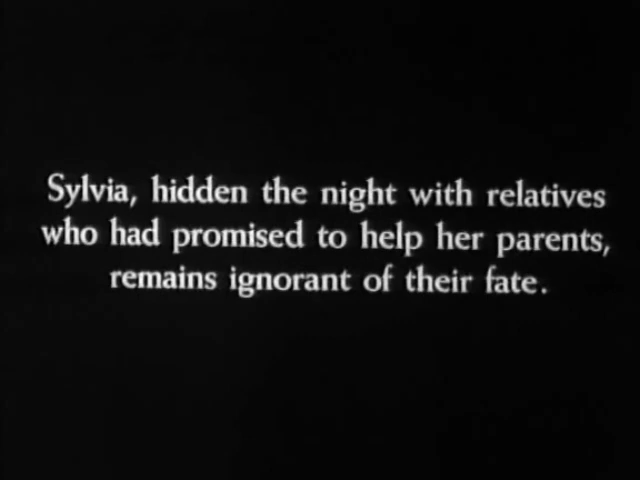 Sylvia, hidden the night with relatives
who had promised to help her parents,
remains ignorant of their fate.